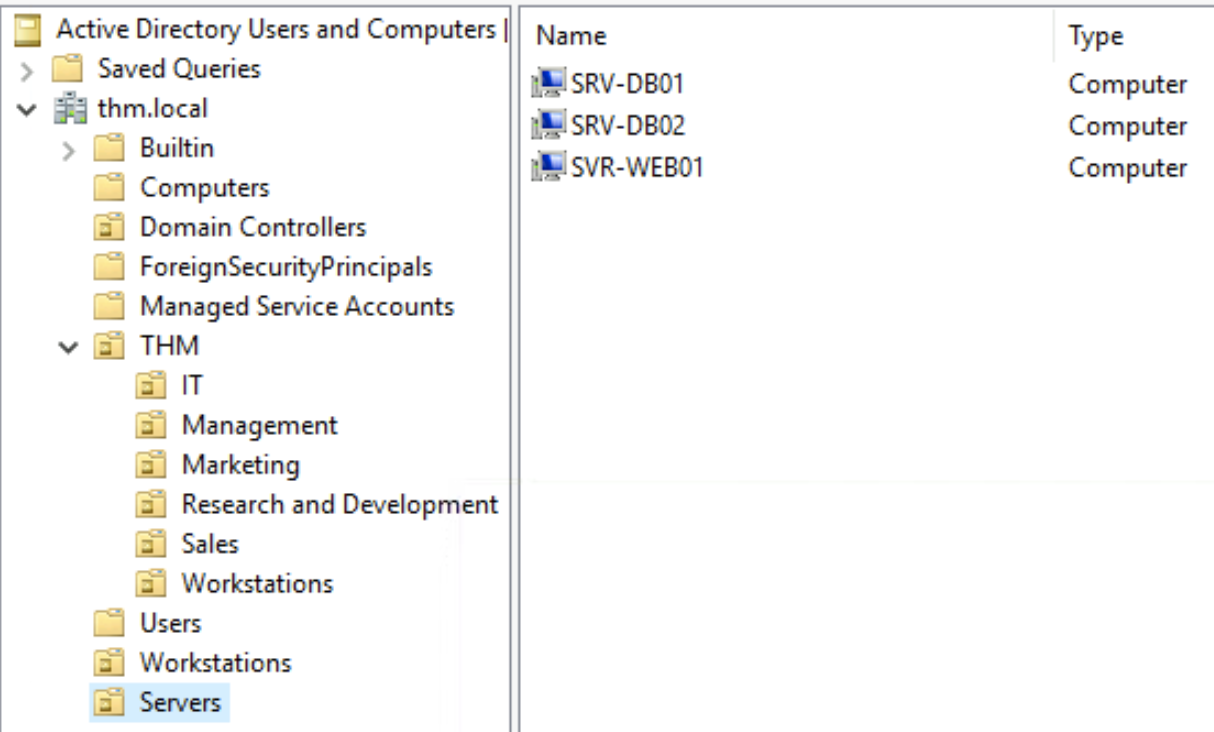 Active Directory Users and Computers
Saved Queries
thm.local
Builtin
Computers
Domain Controllers
ForeignSecurityPrincipals
Managed Service Accounts
THM
IT
Management
Marketing
Research and Development
Sales
Workstations
Users
Workstations
Servers
Name Type
SRV-DB01 Computer
SRV-DB02 Computer
SVR-WEB01 Computer